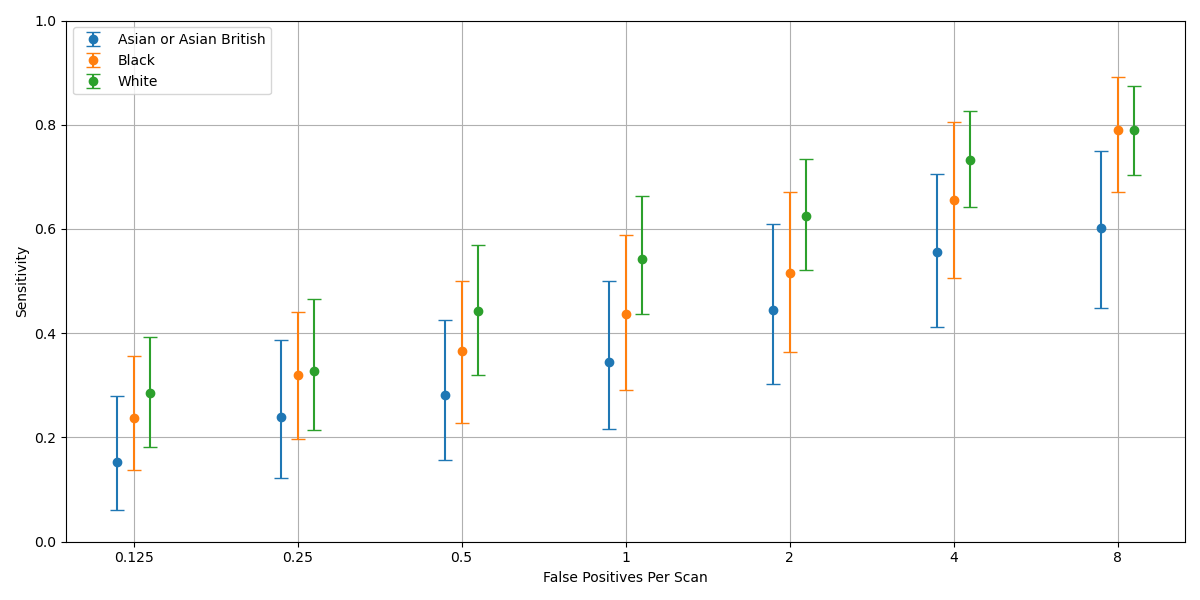 1.0
0.8
0.6
0.4
0.2
0.0
Sensitivity
Asian or Asian British
Black
White
0.125 0.25 0.5 1 2 4 8
False Positives Per Scan